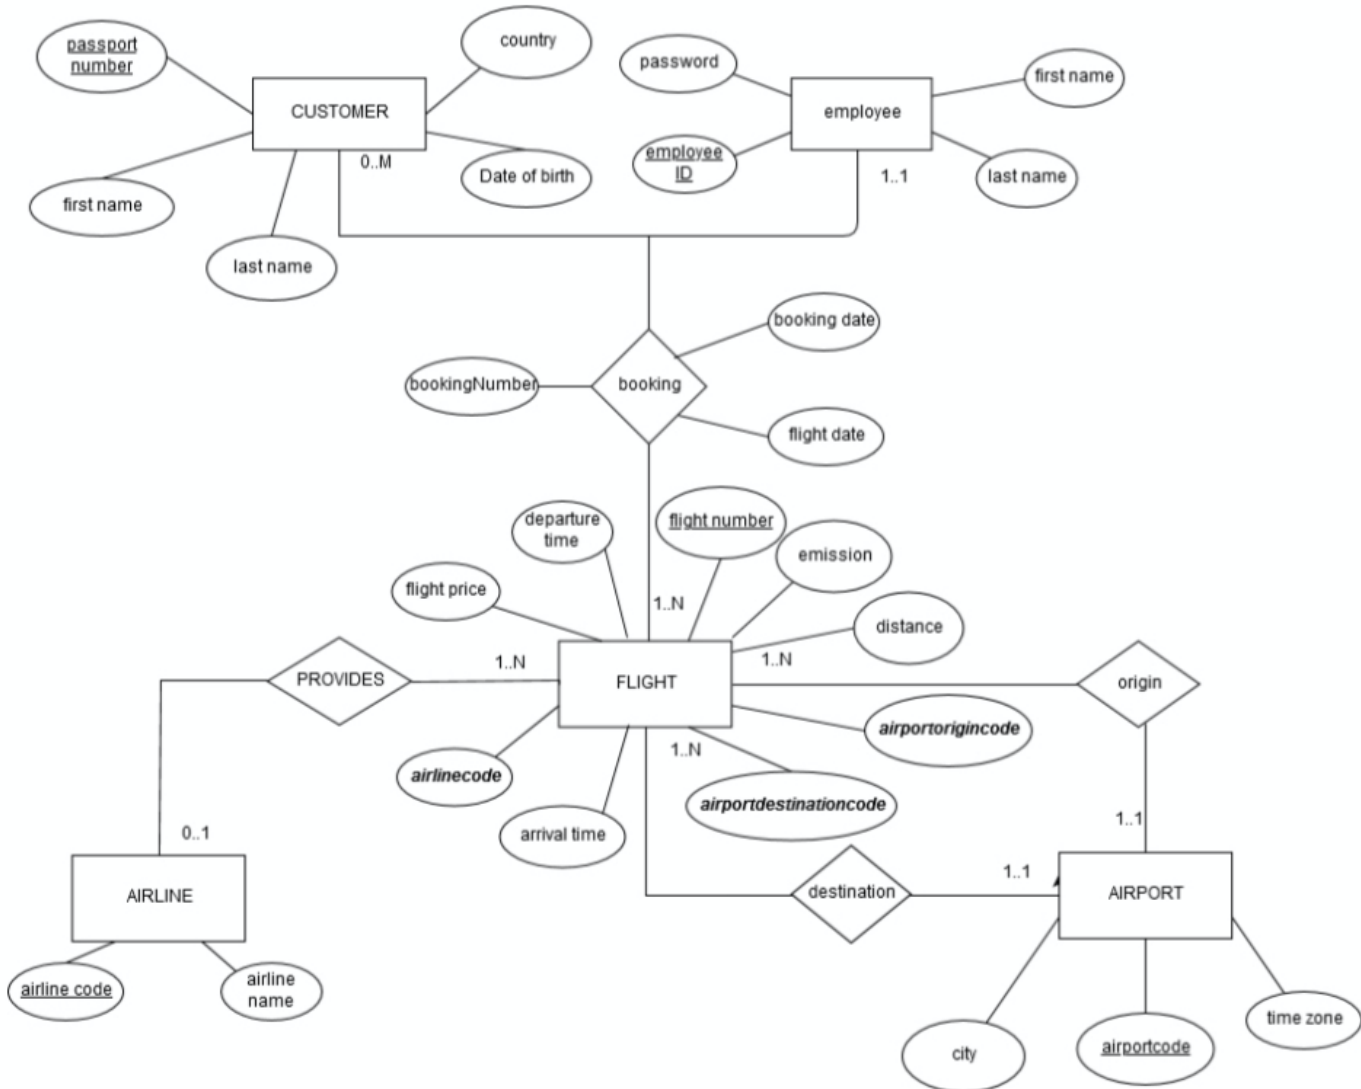 passport
number
country
password
first name
CUSTOMER
employee
0..M
employee
ID
Date of birth
1..1
last name
first name
last name
booking date
bookingNumber
booking
flight date
departure
time
flight number
emission
flight price
1..N
distance
1..N
1..N
PROVIDES
FLIGHT
origin
airportorigincode
1..N
airlinecode
airportdestinationcode
arrival time
0..1
1..1
1..1
destination
AIRLINE
AIRPORT
airline code
airline
name
time zone
city
airportcode